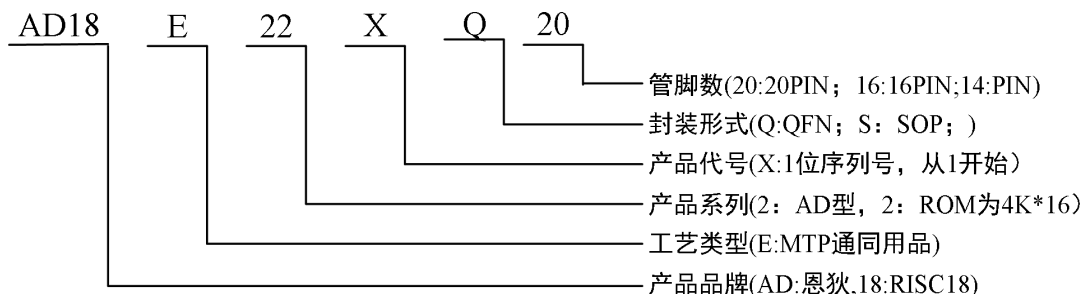 AD18 E 22 X Q 20
管脚数(20:20PIN；16:16PIN;14:PIN)
封装形式(Q:QFN；S：SOP；)
产品代号(X:1位序列号，从1开始）
产品系列(2：AD型，2：ROM为4K*16）
工艺类型(E:MTP通同用品)
产品品牌(AD:恩狄,18:RISC18)